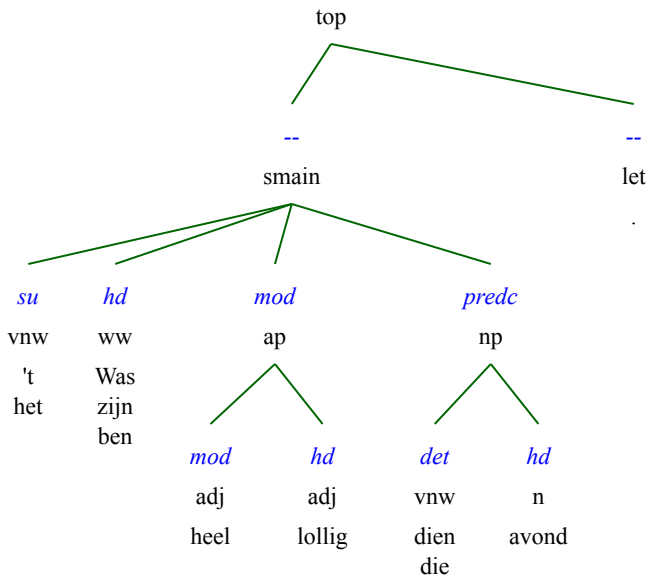 top
-- --
smain let
.
su hd mod predc
vnw ww ap np
't Was
het zijn
ben
mod hd det hd
adj adj vnw n
heel lollig dien avond
die